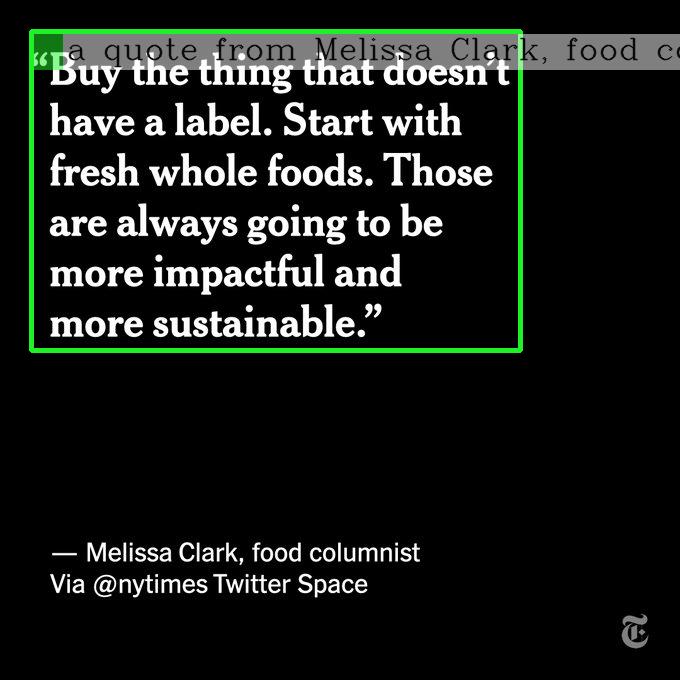 a quote from Melissa Clark, food co
“Buy the thing that doesn’t
have a label. Start with
fresh whole foods. Those
are always going to be
more impactful and
more sustainable.”
— Melissa Clark, food columnist
Via @nytimes Twitter Space
T